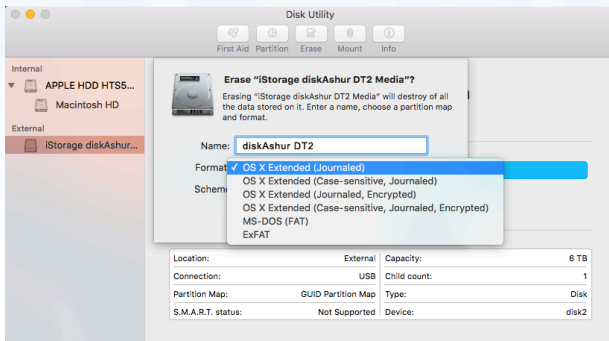 Disk Utility
First Aid Partition Erase Mount Info
Internal
APPLE HDD HTS5...
Macintosh HD
External
iStorage diskAshur...
Erase “iStorage diskAshur DT2 Media”?
Erasing “iStorage diskAshur DT2 Media” will destroy of all
the data stored on it. Enter a name, choose a partition map
and format.
Name: diskAshur DT2
Format
✓ OS X Extended (Journaled)
OS X Extended (Case-sensitive, Journaled)
Schem
OS X Extended (Journaled, Encrypted)
OS X Extended (Case-sensitive, Journaled, Encrypted)
MS-DOS (FAT)
ExFAT
Location: External Capacity: 6 TB
Connection: USB Child count: 1
Partition Map: GUID Partition Map Type: Disk
S.M.A.R.T. status: Not Supported Device: disk2